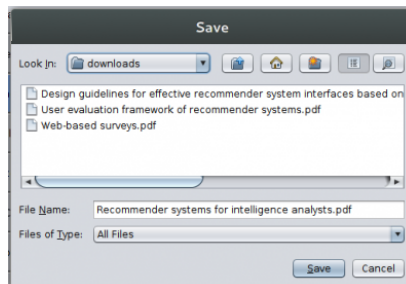 Save
Look In: downloads
Design guidelines for effective recommender system interfaces based on
User evaluation framework of recommender systems.pdf
Web-based surveys.pdf
File Name: Recommender systems for intelligence analysts.pdf
Files of Type: All Files
Save Cancel